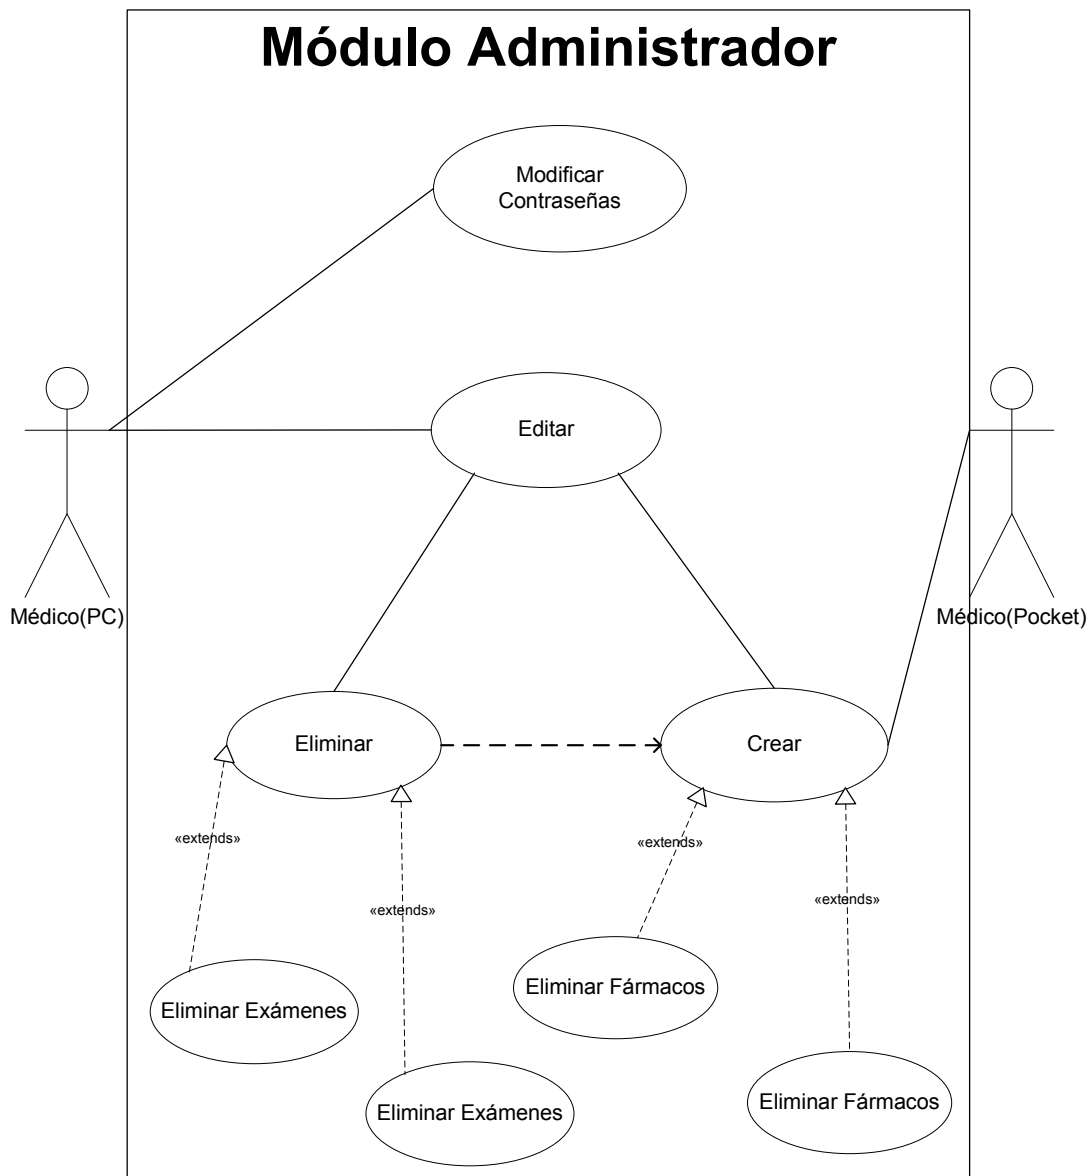 Módulo Administrador
Modificar
Contraseñas
Editar
Médico(PC)
Médico(Pocket)
Eliminar
Crear
«extends»
«extends»
«extends»
«extends»
Eliminar Exámenes
Eliminar Fármacos
Eliminar Exámenes
Eliminar Fármacos